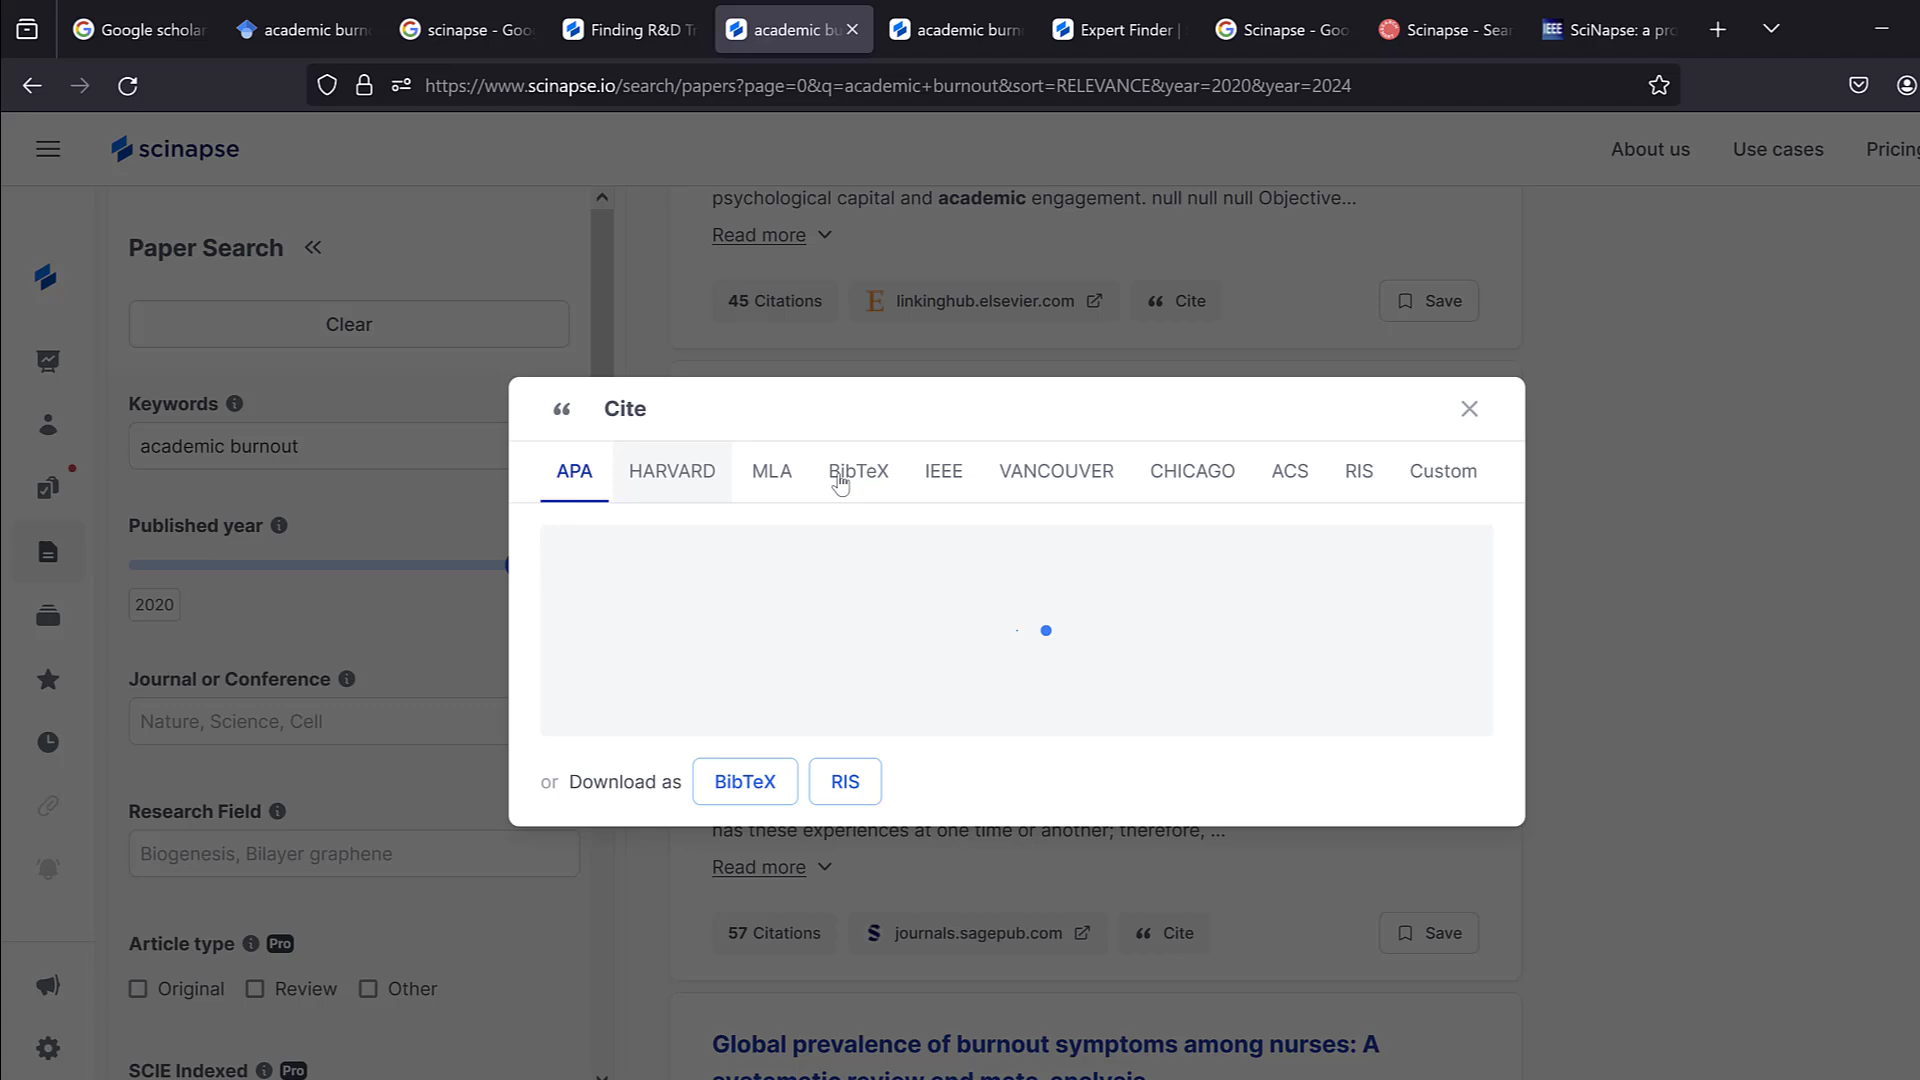 Google scholar
academic burn
scinapse - Goo
Finding R&D T
academic bu
academic burn
Expert Finder |
Scinapse - Goo
Scinapse - Sear
IEEE
SciNapse: a pro
https://www.scinapse.io/search/papers?page=0&q=academic+burnout&sort=RELEVANCE&year=2020&year=2024
scinapse
About us
Use cases
Pricing
psychological capital and academic engagement. null null null Objective...
Read more
45 Citations
E linkinghub.elsevier.com
Cite
Save
Paper Search
Clear
Keywords
academic burnout
Published year
2020
Journal or Conference
Nature, Science, Cell
Research Field
Biogenesis, Bilayer graphene
Article type Pro
Original Review Other
SCIE Indexed Pro
Cite
APA HARVARD MLA BibTeX IEEE VANCOUVER CHICAGO ACS RIS Custom
or Download as BibTeX RIS
has these experiences at one time or another; therefore, ...
Read more
57 Citations
S journals.sagepub.com
Cite
Save
Global prevalence of burnout symptoms among nurses: A
systematic review and meta-analysis